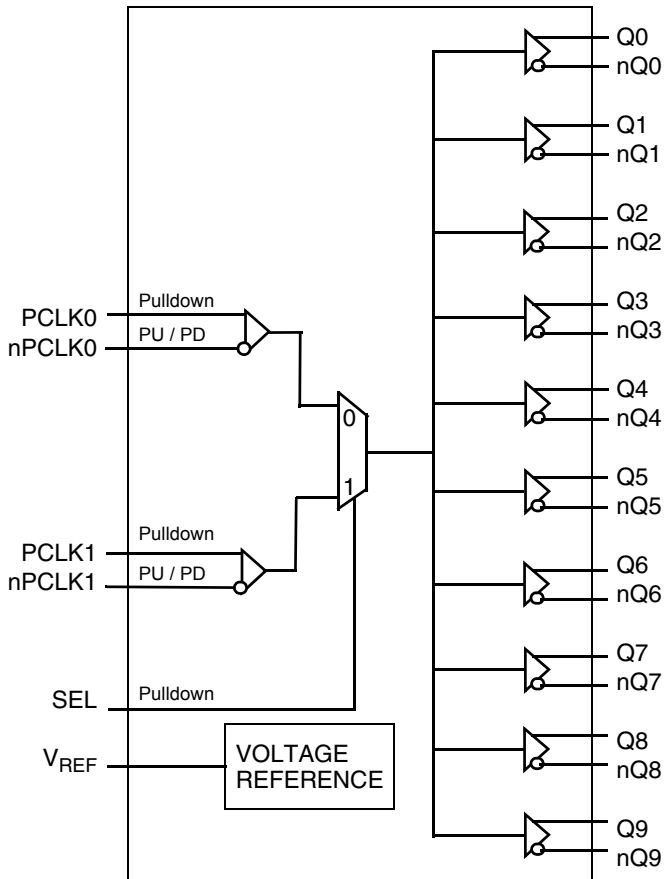 Q0
nQ0
Q1
nQ1
Q2
nQ2
Q3
nQ3
Q4
nQ4
Q5
nQ5
Q6
nQ6
Q7
nQ7
Q8
nQ8
Q9
nQ9
PCLK0
Pulldown
nPCLK0
PU / PD
0
1
PCLK1
Pulldown
nPCLK1
PU / PD
SEL
Pulldown
VREF
VOLTAGE
REFERENCE